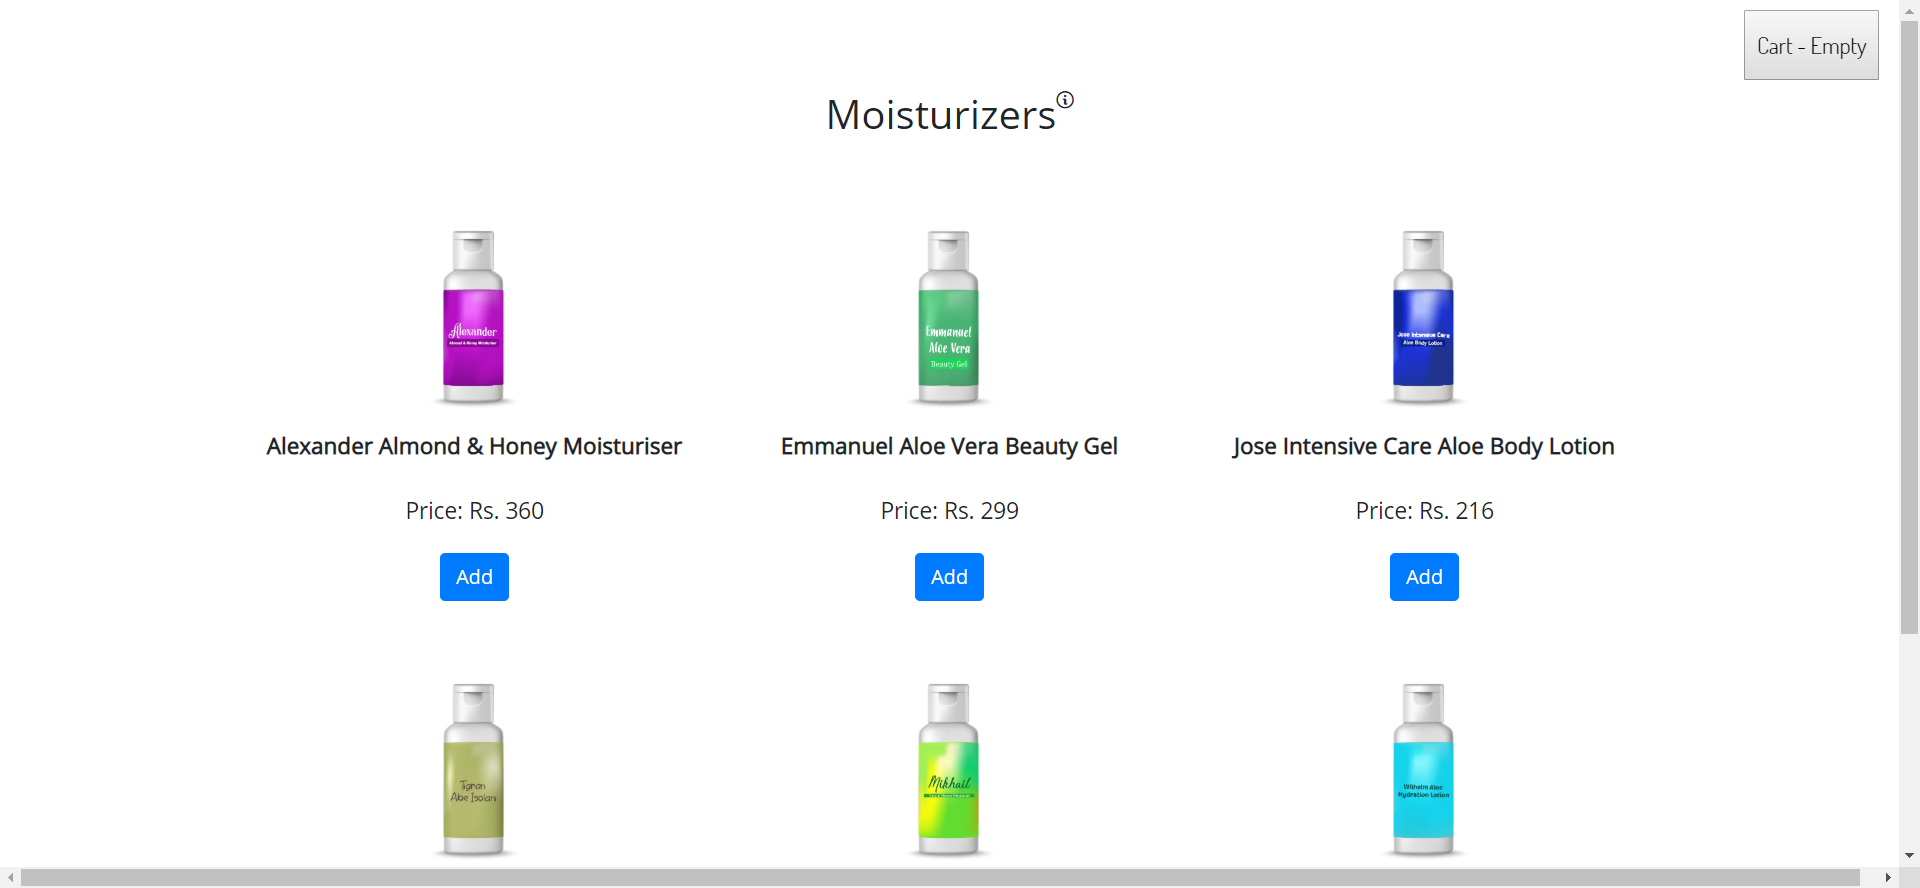 Cart - Empty
Moisturizers
Alexander
Almond & Honey Moisturiser
Emmanuel
Aloe Vera
Beauty Gel
Jose Intensive Care
Aloe Body Lotion
Alexander Almond & Honey Moisturiser
Emmanuel Aloe Vera Beauty Gel
Jose Intensive Care Aloe Body Lotion
Price: Rs. 360
Price: Rs. 299
Price: Rs. 216
Add
Add
Add
Tigran
Aloe Isolani
Mikhail
Wilhelm Aloe
Hydration Lotion